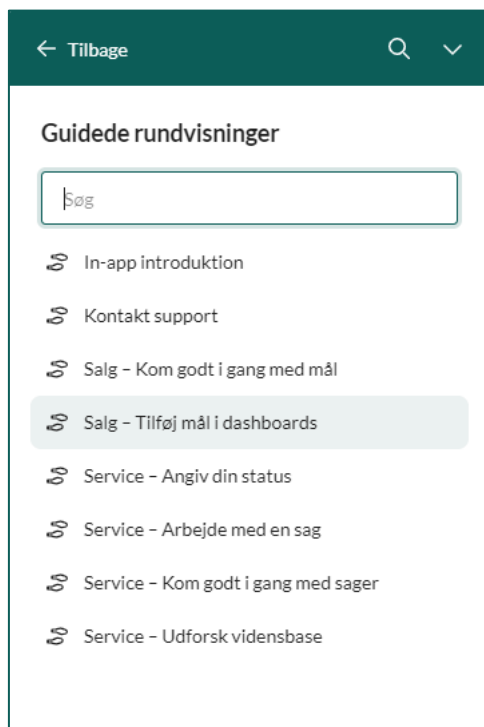 Tilbage
Guidede rundvisninger
Søg
In-app introduktion
Kontakt support
Salg – Kom godt i gang med mål
Salg – Tilføj mål i dashboards
Service – Angiv din status
Service – Arbejde med en sag
Service – Kom godt i gang med sager
Service – Udforsk vidensbase